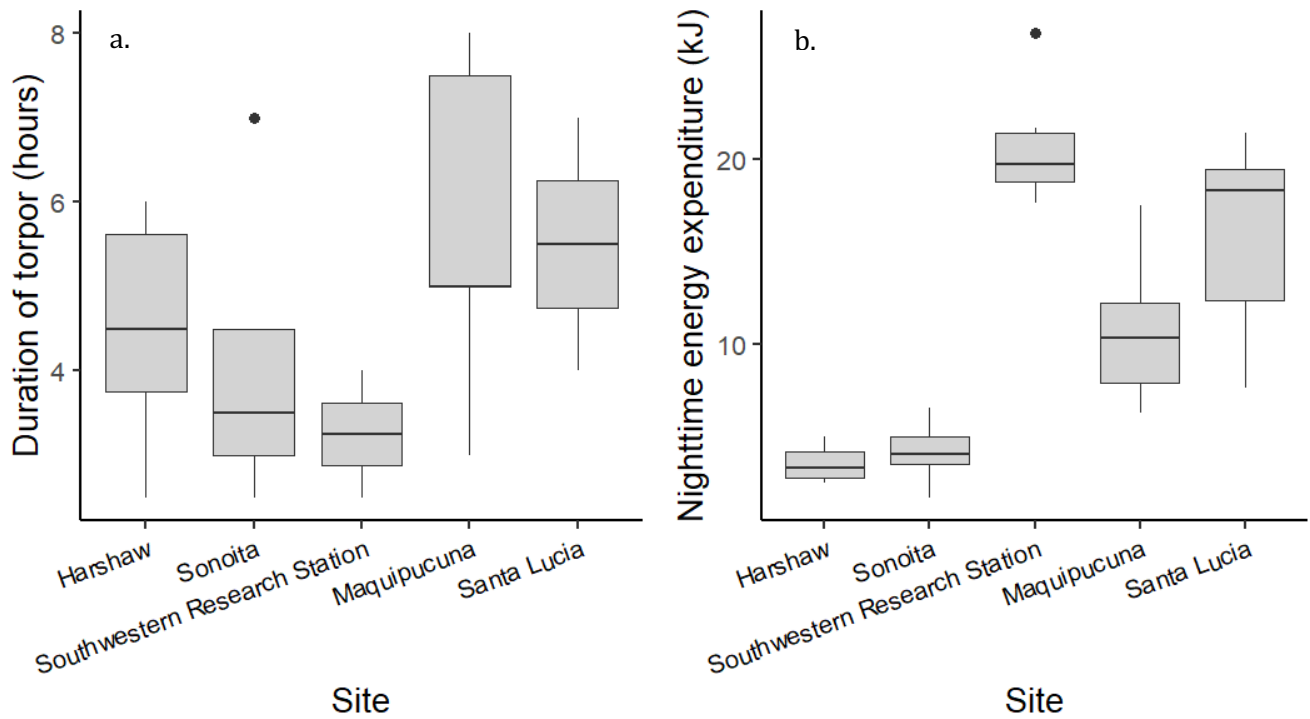 a.
Duration of torpor (hours)
8
6
4
Harshaw
Sonoita
Southwestern Research Station
Maquipucuna
Santa Lucia
Site
b.
Nighttime energy expenditure (kJ)
20
10
Harshaw
Sonoita
Southwestern Research Station
Maquipucuna
Santa Lucia
Site